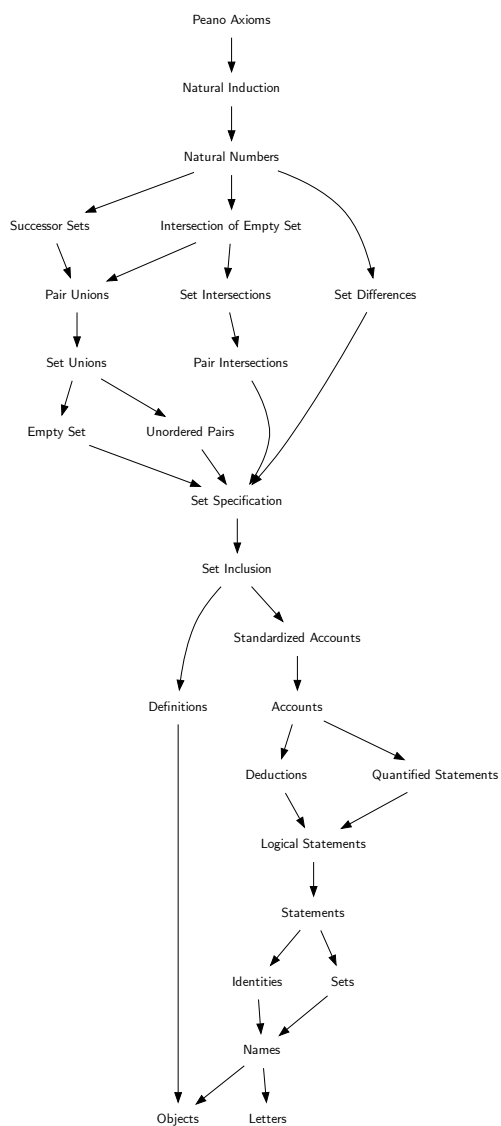 Peano Axioms
Natural Induction
Natural Numbers
Successor Sets
Intersection of Empty Set
Pair Unions
Set Intersections
Set Differences
Set Unions
Pair Intersections
Empty Set
Unordered Pairs
Set Specification
Set Inclusion
Standardized Accounts
Definitions
Accounts
Deductions
Quantified Statements
Logical Statements
Statements
Identities
Sets
Names
Objects
Letters